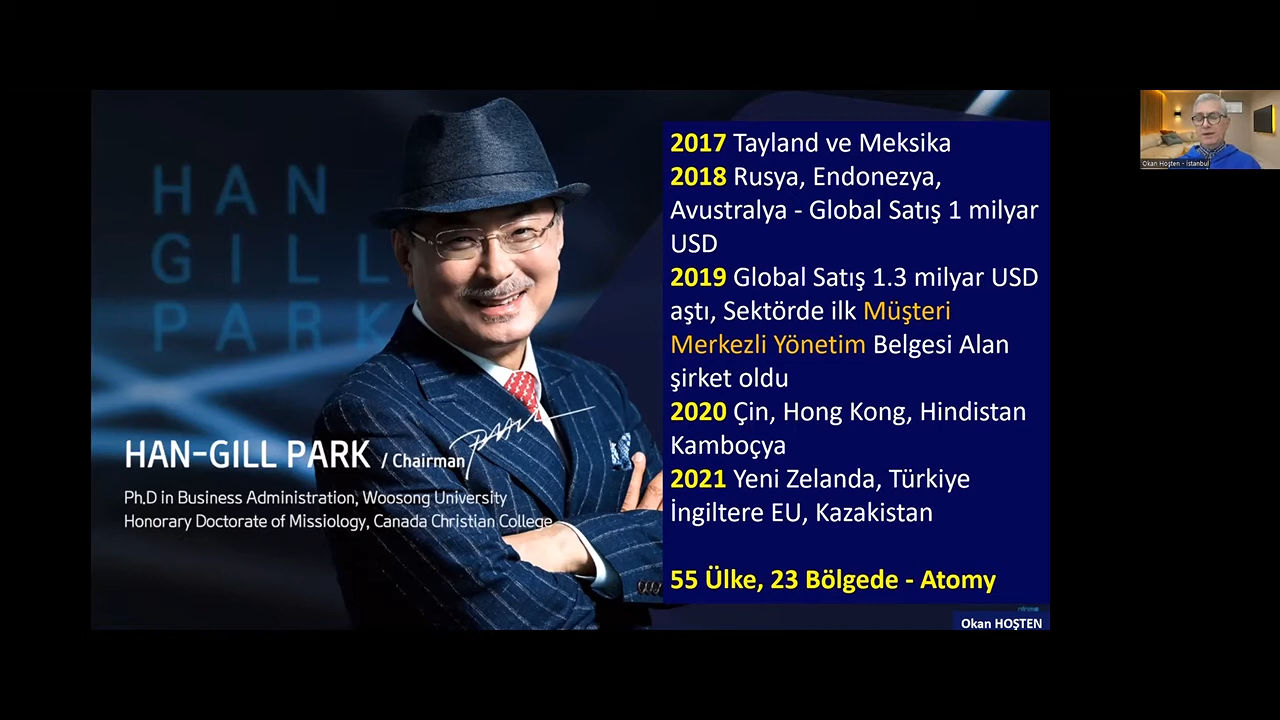 HAN
GILL
PARK
HAN-GILL PARK / Chairman
Ph.D in Business Administration, Woosong University
Honorary Doctorate of Missiology, Canada Christian College
2017 Tayland ve Meksika
2018 Rusya, Endonezya,
Avustralya - Global Satış 1 milyar
USD
2019 Global Satış 1.3 milyar USD
aştı, Sektörde ilk Müşteri
Merkezli Yönetim Belgesi Alan
şirket oldu
2020 Çin, Hong Kong, Hindistan
Kamboçya
2021 Yeni Zelanda, Türkiye
İngiltere EU, Kazakistan
55 Ülke, 23 Bölgede - Atomy
Okan HOŞTEN
Okan Hoşten - İstanbul